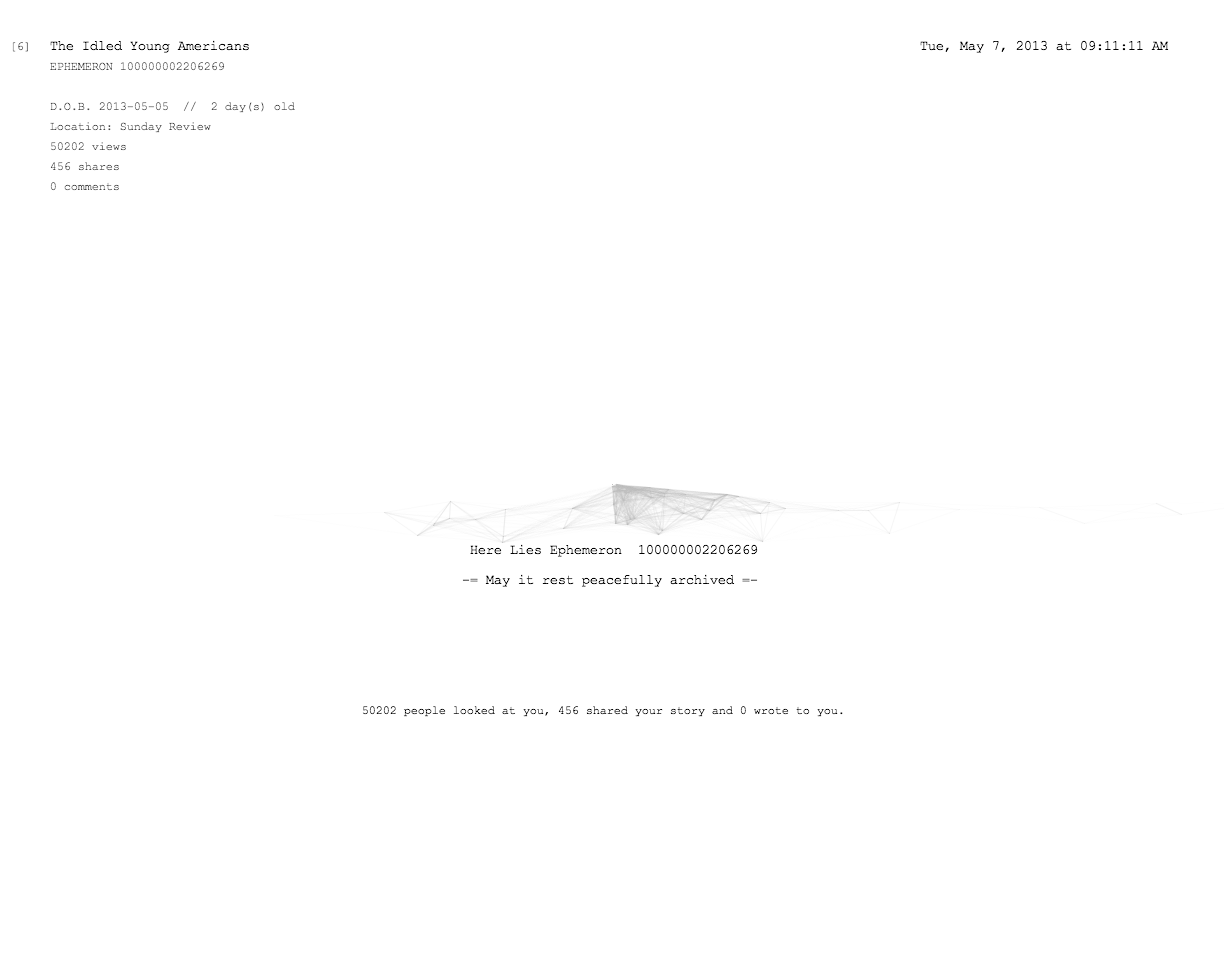 [6] The Idled Young Americans
Tue, May 7, 2013 at 09:11:11 AM
EPHEMERON 100000002206269
D.O.B. 2013-05-05 // 2 day(s) old
Location: Sunday Review
50202 views
456 shares
0 comments
Here Lies Ephemeron 100000002206269
-= May it rest peacefully archived =-
50202 people looked at you, 456 shared your story and 0 wrote to you.